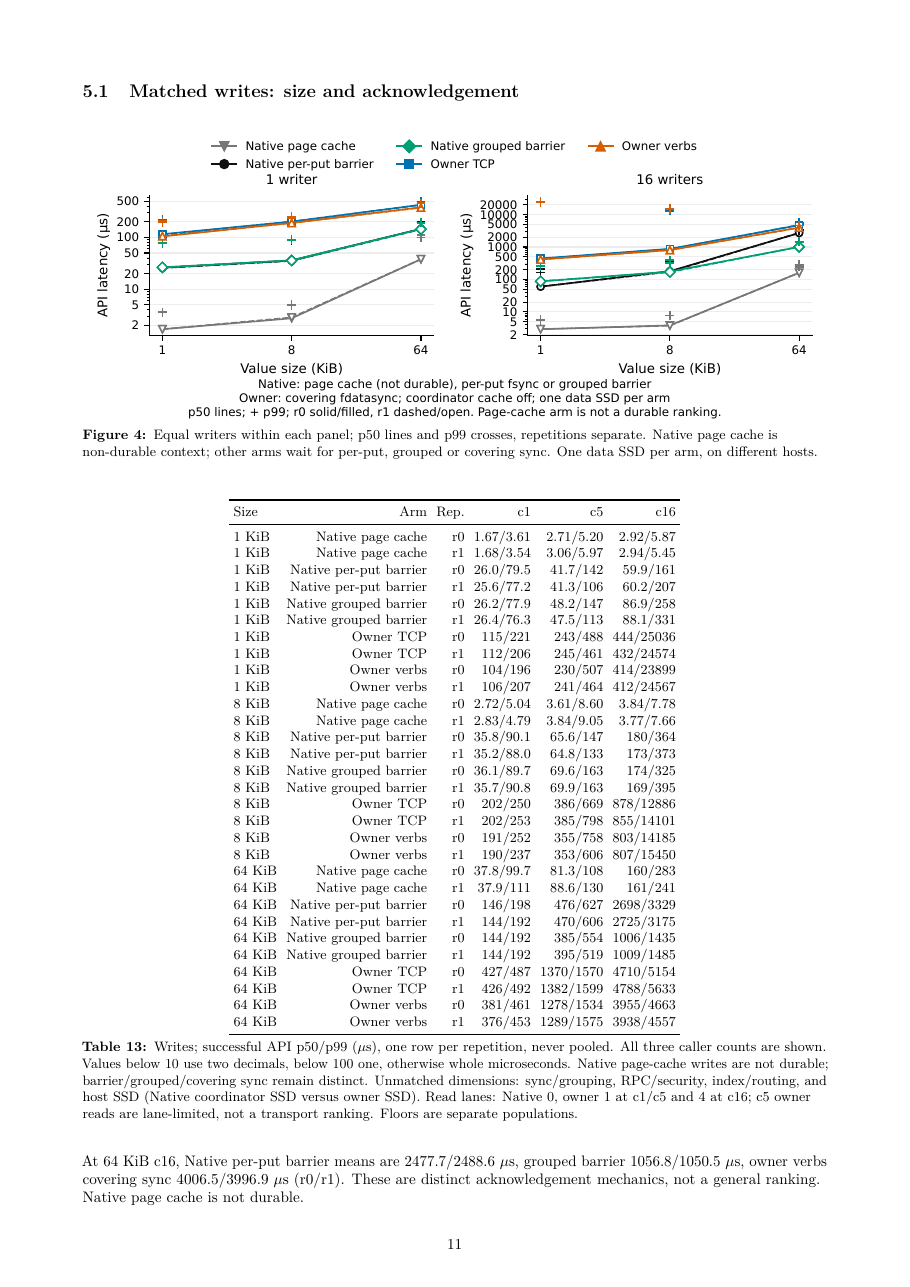 5.1 Matched writes: size and acknowledgement
Native page cache
Native per-put barrier
Native grouped barrier
Owner TCP
Owner verbs
1 writer
API latency (µs)
500
200
100
50
20
10
5
2
1
8
64
Value size (KiB)
16 writers
API latency (µs)
20000
10000
5000
2000
1000
500
200
100
50
20
10
5
2
1
8
64
Value size (KiB)
Native: page cache (not durable), per-put fsync or grouped barrier
Owner: covering fdatasync; coordinator cache off; one data SSD per arm
p50 lines; + p99; r0 solid/filled, r1 dashed/open. Page-cache arm is not a durable ranking.
Figure 4: Equal writers within each panel; p50 lines and p99 crosses, repetitions separate. Native page cache is
non-durable context; other arms wait for per-put, grouped or covering sync. One data SSD per arm, on different hosts.
Size Arm Rep. c1 c5 c16
1 KiB Native page cache r0 1.67/3.61 2.71/5.20 2.92/5.87
1 KiB Native page cache r1 1.68/3.54 3.06/5.97 2.94/5.45
1 KiB Native per-put barrier r0 26.0/79.5 41.7/142 59.9/161
1 KiB Native per-put barrier r1 25.6/77.2 41.3/106 60.2/207
1 KiB Native grouped barrier r0 26.2/77.9 48.2/147 86.9/258
1 KiB Native grouped barrier r1 26.4/76.3 47.5/113 88.1/331
1 KiB Owner TCP r0 115/221 243/488 444/25036
1 KiB Owner TCP r1 112/206 245/461 432/24574
1 KiB Owner verbs r0 104/196 230/507 414/23899
1 KiB Owner verbs r1 106/207 241/464 412/24567
8 KiB Native page cache r0 2.72/5.04 3.61/8.60 3.84/7.78
8 KiB Native page cache r1 2.83/4.79 3.84/9.05 3.77/7.66
8 KiB Native per-put barrier r0 35.8/90.1 65.6/147 180/364
8 KiB Native per-put barrier r1 35.2/88.0 64.8/133 173/373
8 KiB Native grouped barrier r0 36.1/89.7 69.6/163 174/325
8 KiB Native grouped barrier r1 35.7/90.8 69.9/163 169/395
8 KiB Owner TCP r0 202/250 386/669 878/12886
8 KiB Owner TCP r1 202/253 385/798 855/14101
8 KiB Owner verbs r0 191/252 355/758 803/14185
8 KiB Owner verbs r1 190/237 353/606 807/15450
64 KiB Native page cache r0 37.8/99.7 81.3/108 160/283
64 KiB Native page cache r1 37.9/111 88.6/130 161/241
64 KiB Native per-put barrier r0 146/198 476/627 2698/3329
64 KiB Native per-put barrier r1 144/192 470/606 2725/3175
64 KiB Native grouped barrier r0 144/192 385/554 1006/1435
64 KiB Native grouped barrier r1 144/192 395/519 1009/1485
64 KiB Owner TCP r0 427/487 1370/1570 4710/5154
64 KiB Owner TCP r1 426/492 1382/1599 4788/5633
64 KiB Owner verbs r0 381/461 1278/1534 3955/4663
64 KiB Owner verbs r1 376/453 1289/1575 3938/4557
Table 13: Writes; successful API p50/p99 (µs), one row per repetition, never pooled. All three caller counts are shown.
Values below 10 use two decimals, below 100 one, otherwise whole microseconds. Native page-cache writes are not durable;
barrier/grouped/covering sync remain distinct. Unmatched dimensions: sync/grouping, RPC/security, index/routing, and
host SSD (Native coordinator SSD versus owner SSD). Read lanes: Native 0, owner 1 at c1/c5 and 4 at c16; c5 owner
reads are lane-limited, not a transport ranking. Floors are separate populations.
At 64 KiB c16, Native per-put barrier means are 2477.7/2488.6 µs, grouped barrier 1056.8/1050.5 µs, owner verbs
covering sync 4006.5/3996.9 µs (r0/r1). These are distinct acknowledgement mechanics, not a general ranking.
Native page cache is not durable.
11